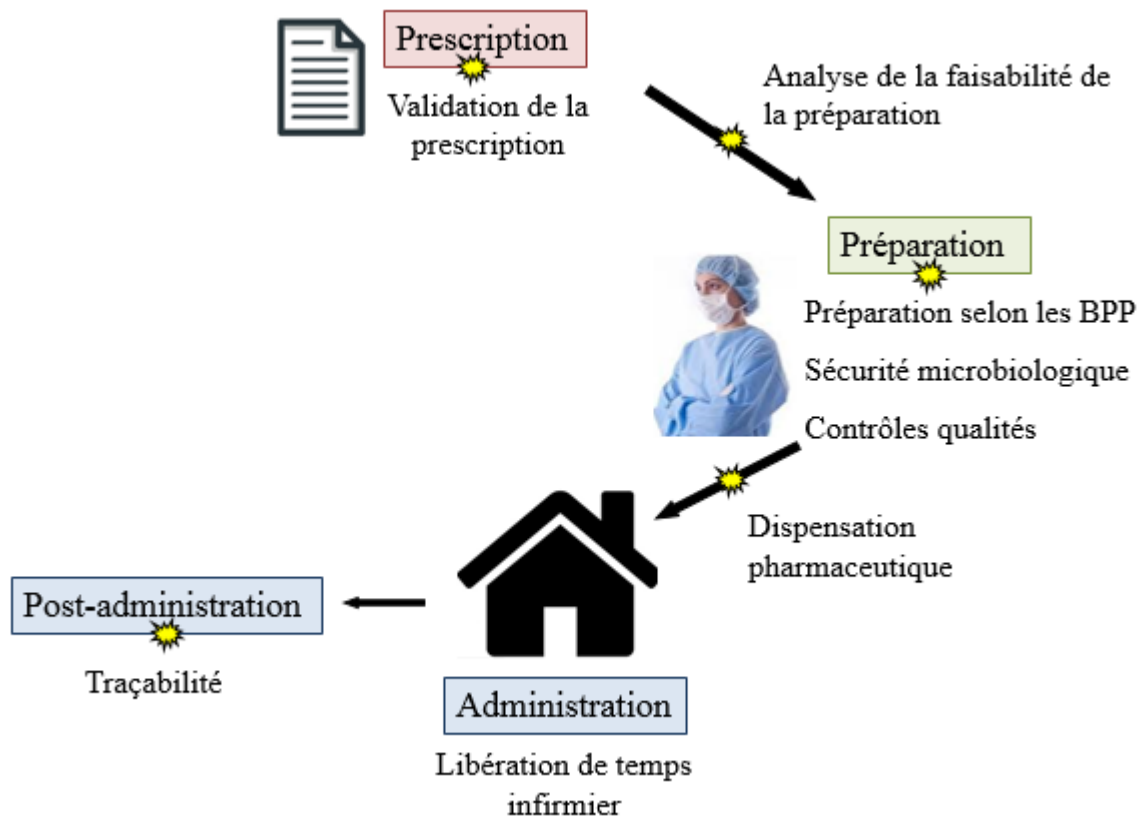 Prescription
Validation de la
prescription
Analyse de la faisabilité de
la préparation
Préparation
Préparation selon les BPP
Sécurité microbiologique
Contrôles qualités
Dispensation
pharmaceutique
Administration
Libération de temps
infirmier
Post-administration
Traçabilité